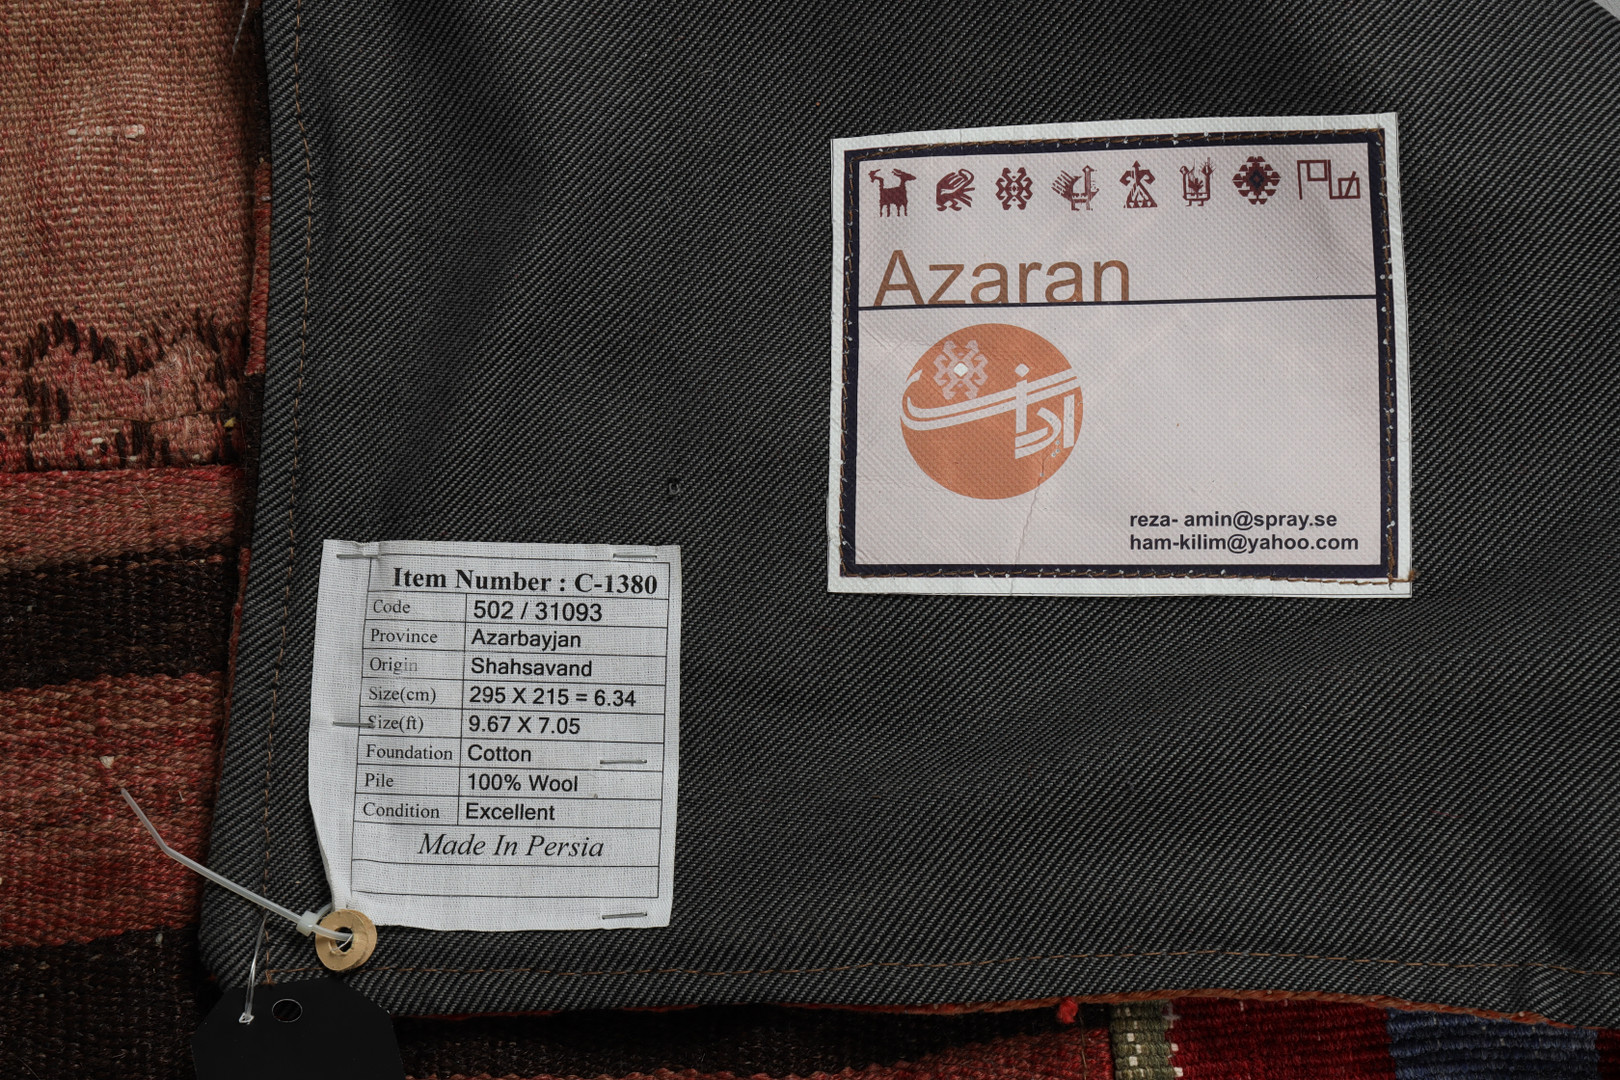 Azaran
reza- amin@spray.se
ham-kilim@yahoo.com
Item Number : C-1380
Code 502 / 31093
Province Azarbayjan
Origin Shahsavand
Size(cm) 295 X 215 = 6.34
Size(ft) 9.67 X 7.05
Foundation Cotton
Pile 100% Wool
Condition Excellent
Made In Persia